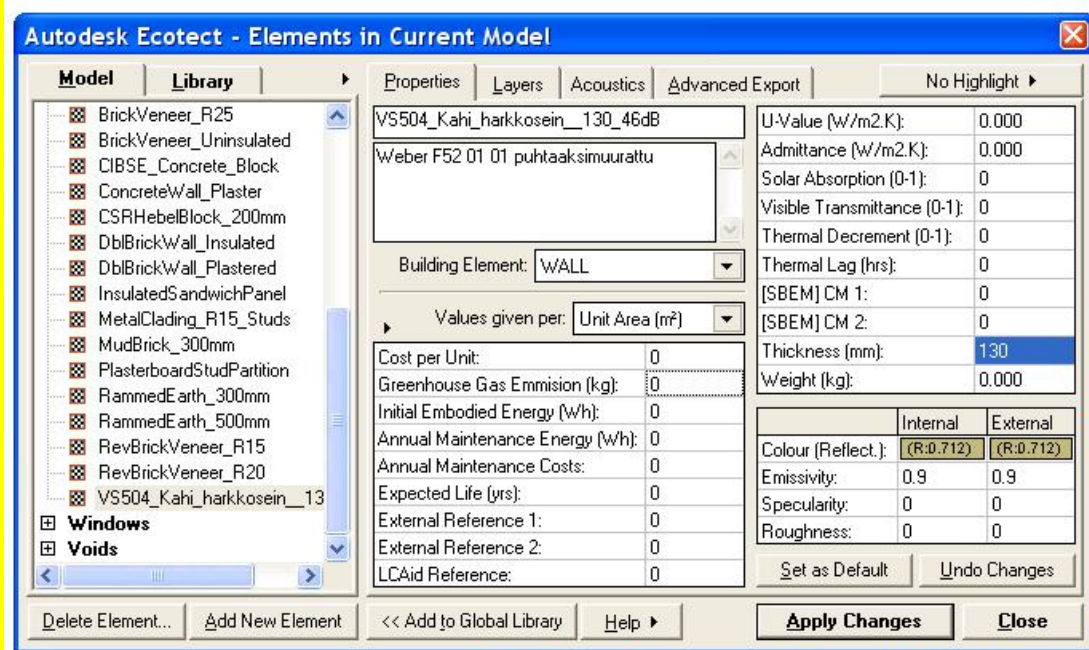 Autodesk Ecotect - Elements in Current Model
Model Library
BrickVeneer_R25
BrickVeneer_Uninsulated
CIBSE_Concrete_Block
ConcreteWall_Plaster
CSRHebelBlock_200mm
DblBrickWall_Insulated
DblBrickWall_Plastered
InsulatedSandwichPanel
MetalClading_R15_Studs
MudBrick_300mm
PlasterboardStudPartition
RammedEarth_300mm
RammedEarth_500mm
RevBrickVeneer_R15
RevBrickVeneer_R20
VS504_Kahi_harkkosein__13
Windows
Voids
Delete Element... Add New Element
Properties Layers Acoustics Advanced Export
No Highlight
VS504_Kahi_harkkosein__130_46dB
Weber F52 01 01 puhtaaksimuurattu
Building Element: WALL
Values given per: Unit Area (m²)
Cost per Unit: 0
Greenhouse Gas Emmision (kg): 0
Initial Embodied Energy (Wh): 0
Annual Maintenance Energy (Wh): 0
Annual Maintenance Costs: 0
Expected Life (yrs): 0
External Reference 1: 0
External Reference 2: 0
LCAid Reference: 0
U-Value (W/m2.K): 0.000
Admittance (W/m2.K): 0.000
Solar Absorption (0-1): 0
Visible Transmittance (0-1): 0
Thermal Decrement (0-1): 0
Thermal Lag (hrs): 0
[SBEM] CM 1: 0
[SBEM] CM 2: 0
Thickness (mm): 130
Weight (kg): 0.000
Internal External
Colour (Reflect.): (R:0.712) (R:0.712)
Emissivity: 0.9 0.9
Specularity: 0 0
Roughness: 0 0
Set as Default Undo Changes
<< Add to Global Library Help
Apply Changes Close